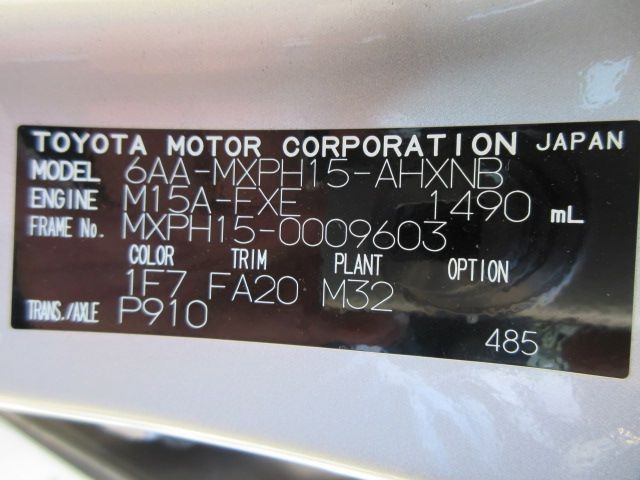 TOYOTA MOTOR CORPORATION JAPAN
MODEL 6AA-MXPH15-AHXNB
ENGINE M15A-FXE 1490 mL
FRAME No. MXPH15-0009603
COLOR TRIM PLANT OPTION
1F7 FA20 M32
TRANS./AXLE P910
485